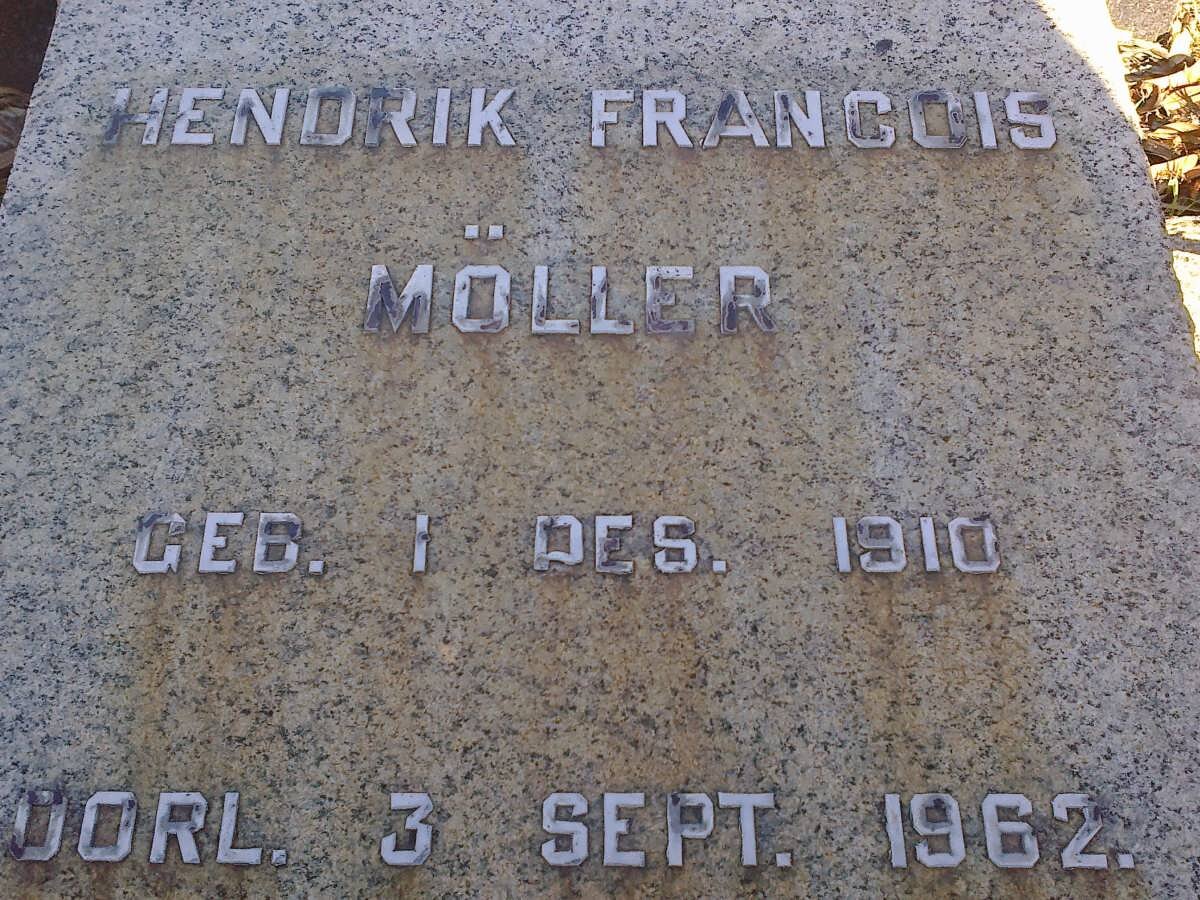 HENDRIK FRANCOIS
MÖLLER
GEB. 1 DES. 1910
OORL. 3 SEPT. 1962.